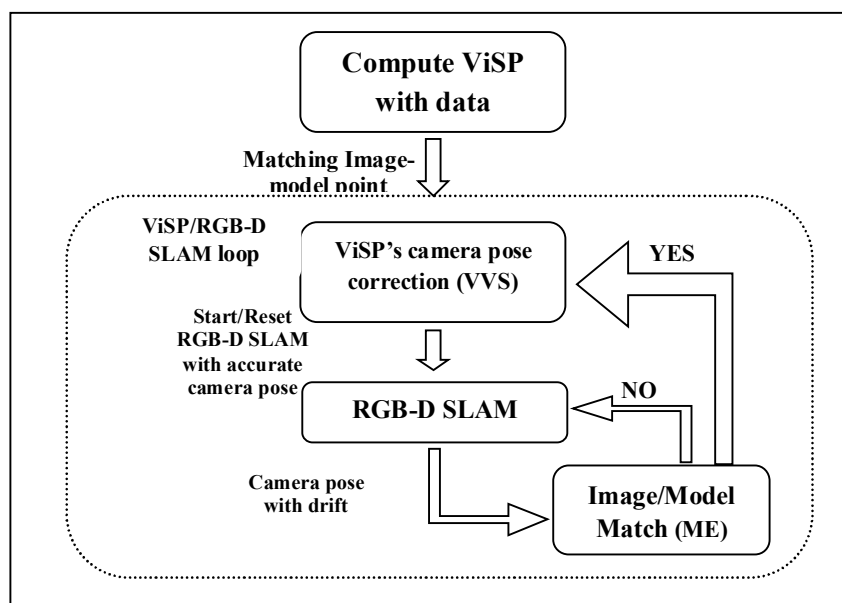 Compute ViSP
with data
Matching Image-
model point
ViSP/RGB-D
SLAM loop
ViSP's camera pose
correction (VVS)
YES
Start/Reset
RGB-D SLAM
with accurate
camera pose
RGB-D SLAM
NO
Camera pose
with drift
Image/Model
Match (ME)